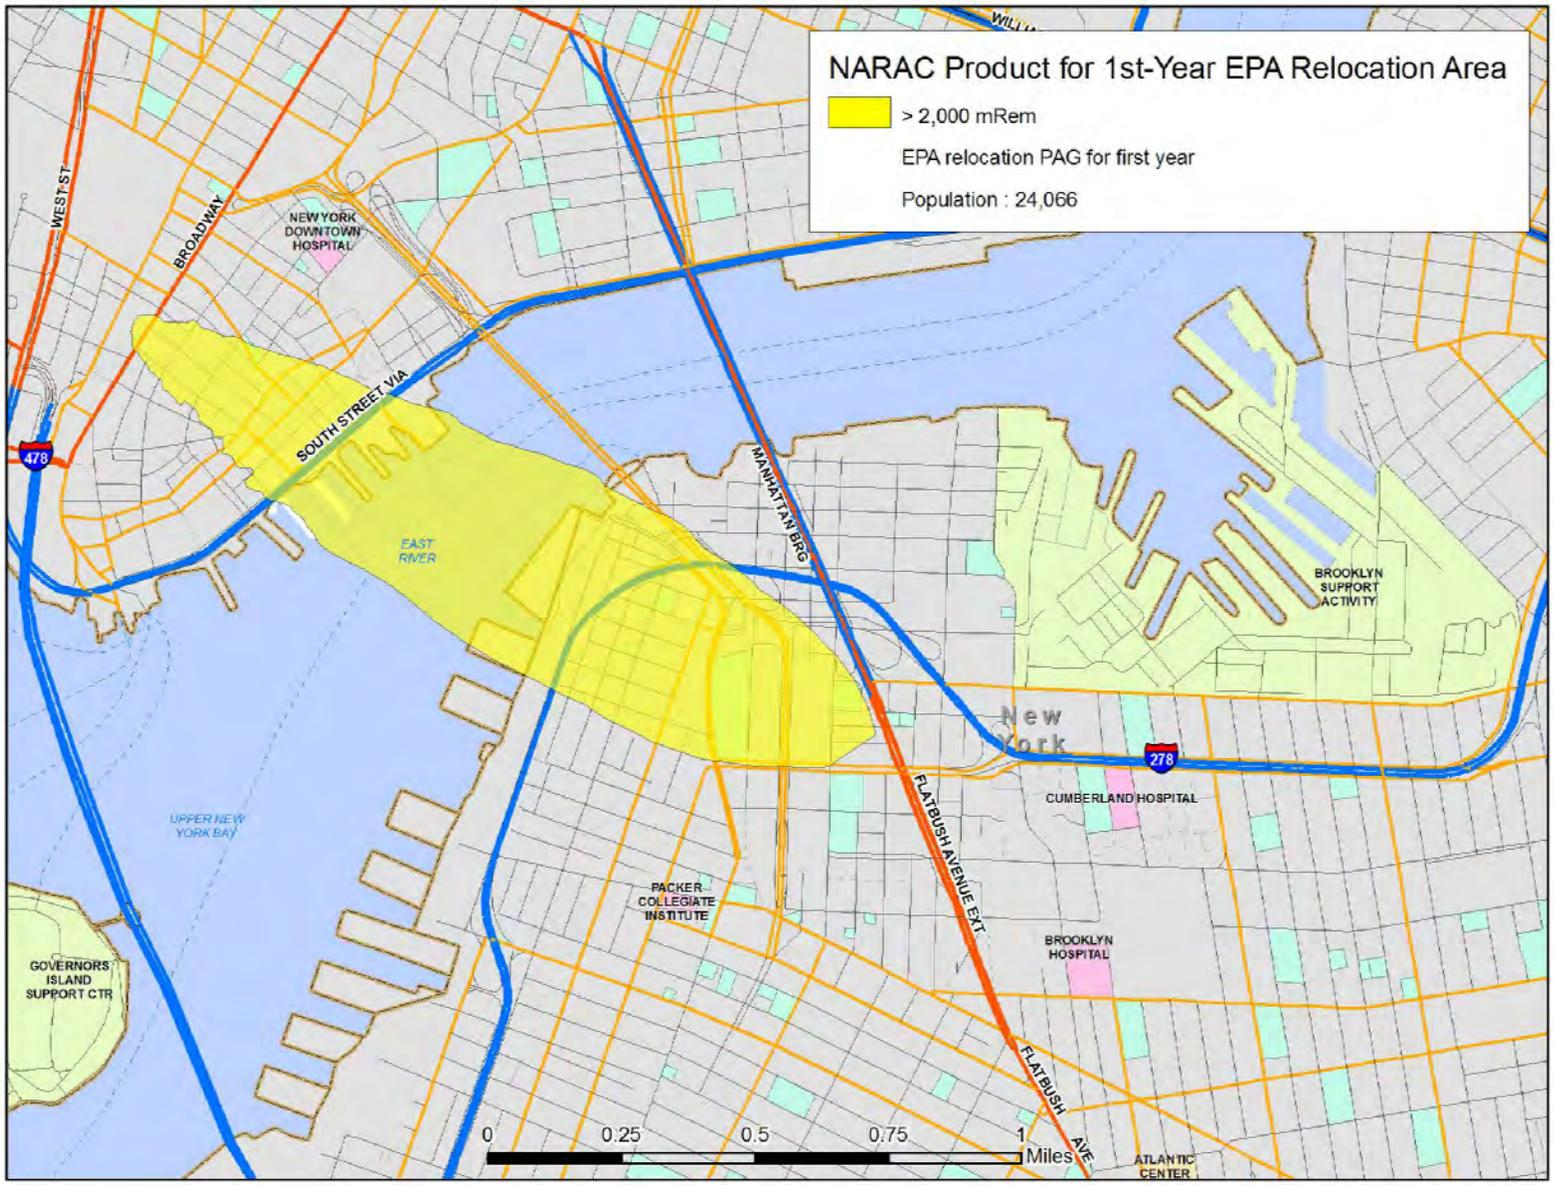 WILLI
NARAC Product for 1st-Year EPA Relocation Area
> 2,000 mRem
EPA relocation PAG for first year
Population : 24,066
WEST ST
BROADWAY
NEW YORK
DOWNTOWN
HOSPITAL
SOUTH STREET VIA
478
EAST
RIVER
MANHATTAN BRG
BROOKLYN
SUPPORT
ACTIVITY
New
York
278
CUMBERLAND HOSPITAL
UPPER NEW
YORK BAY
FLATBUSH AVENUE EXT
PACKER
COLLEGIATE
INSTITUTE
BROOKLYN
HOSPITAL
GOVERNORS
ISLAND
SUPPORT CTR
FLATBUSH AVE
0 0.25 0.5 0.75 1
Miles
ATLANTIC
CENTER